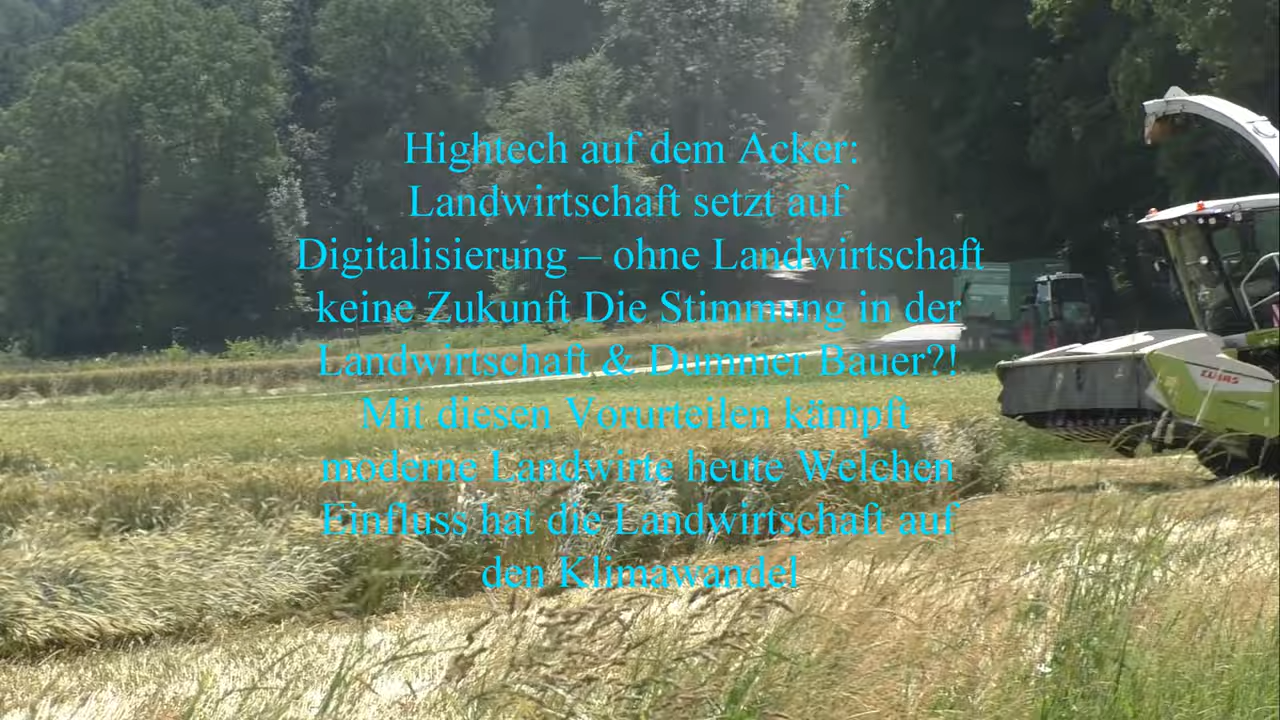 Hightech auf dem Acker:
Landwirtschaft setzt auf
Digitalisierung – ohne Landwirtschaft
keine Zukunft Die Stimmung in der
Landwirtschaft & Dummer Bauer?!
Mit diesen Vorurteilen kämpft
moderne Landwirte heute Welchen
Einfluss hat die Landwirtschaft auf
den Klimawandel
CLAAS